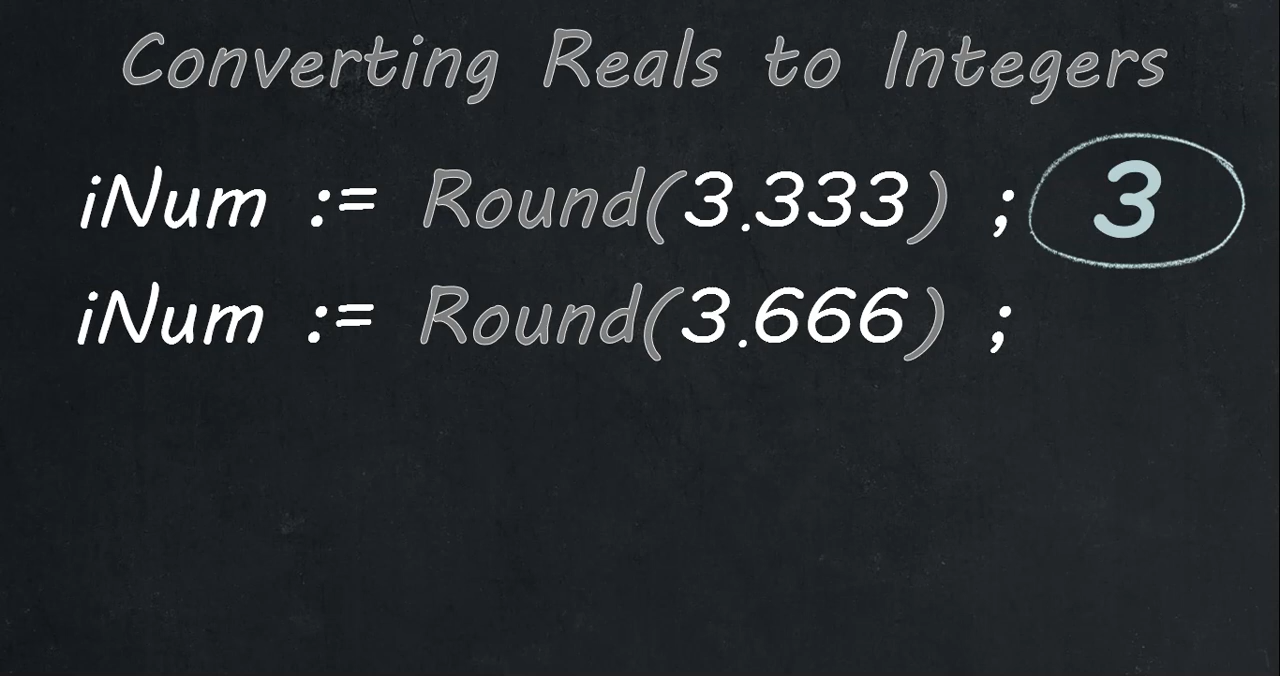 Converting Reals to Integers
iNum := Round(3.333) ; 3
iNum := Round(3.666) ;